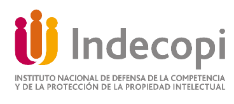 Indecopi
INSTITUTO NACIONAL DE DEFENSA DE LA COMPETENCIA
Y DE LA PROTECCIÓN DE LA PROPIEDAD INTELECTUAL